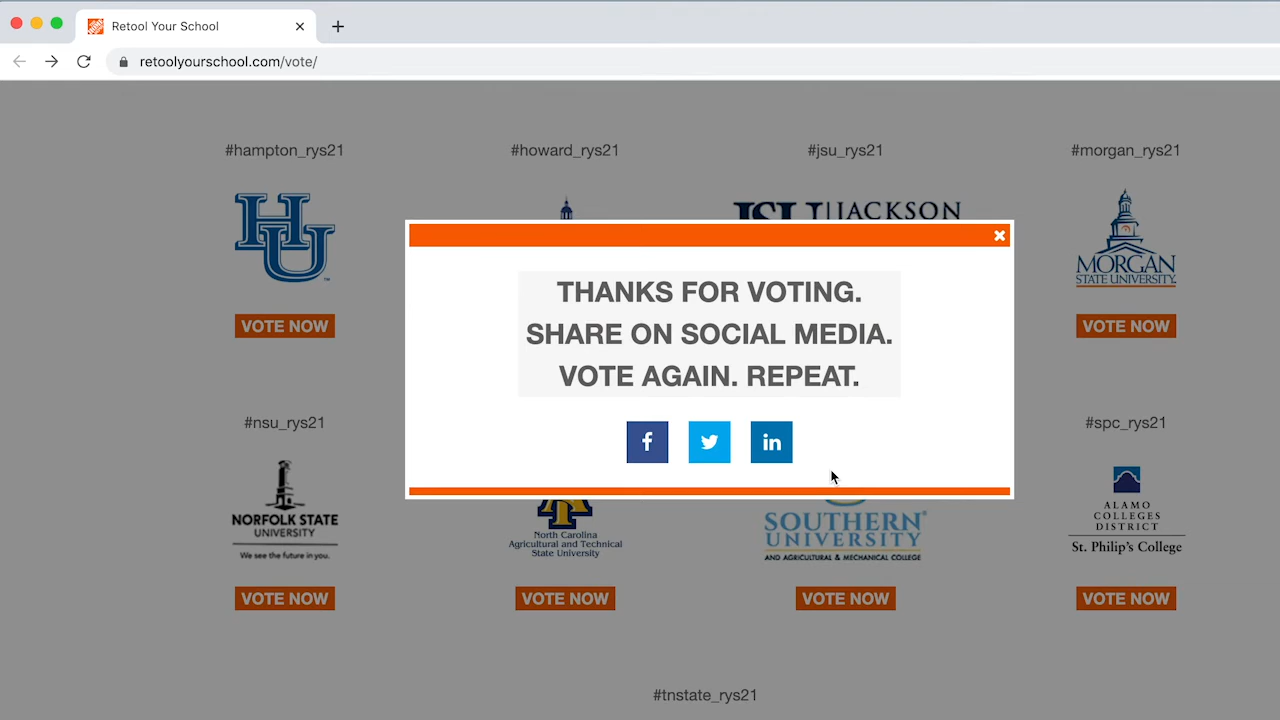 Retool Your School
retoolyourschool.com/vote/
#hampton_rys21
#howard_rys21
#jsu_rys21
#morgan_rys21
HU
JSU JACKSON
MORGAN
STATE UNIVERSITY
THANKS FOR VOTING.
SHARE ON SOCIAL MEDIA.
VOTE AGAIN. REPEAT.
f
in
VOTE NOW
VOTE NOW
#nsu_rys21
#spc_rys21
NORFOLK STATE
UNIVERSITY
We see the future in you.
North Carolina
Agricultural and Technical
State University
SOUTHERN
UNIVERSITY
AND AGRICULTURAL & MECHANICAL COLLEGE
ALAMO
COLLEGES
DISTRICT
St. Philip's College
VOTE NOW
VOTE NOW
VOTE NOW
VOTE NOW
#tnstate_rys21